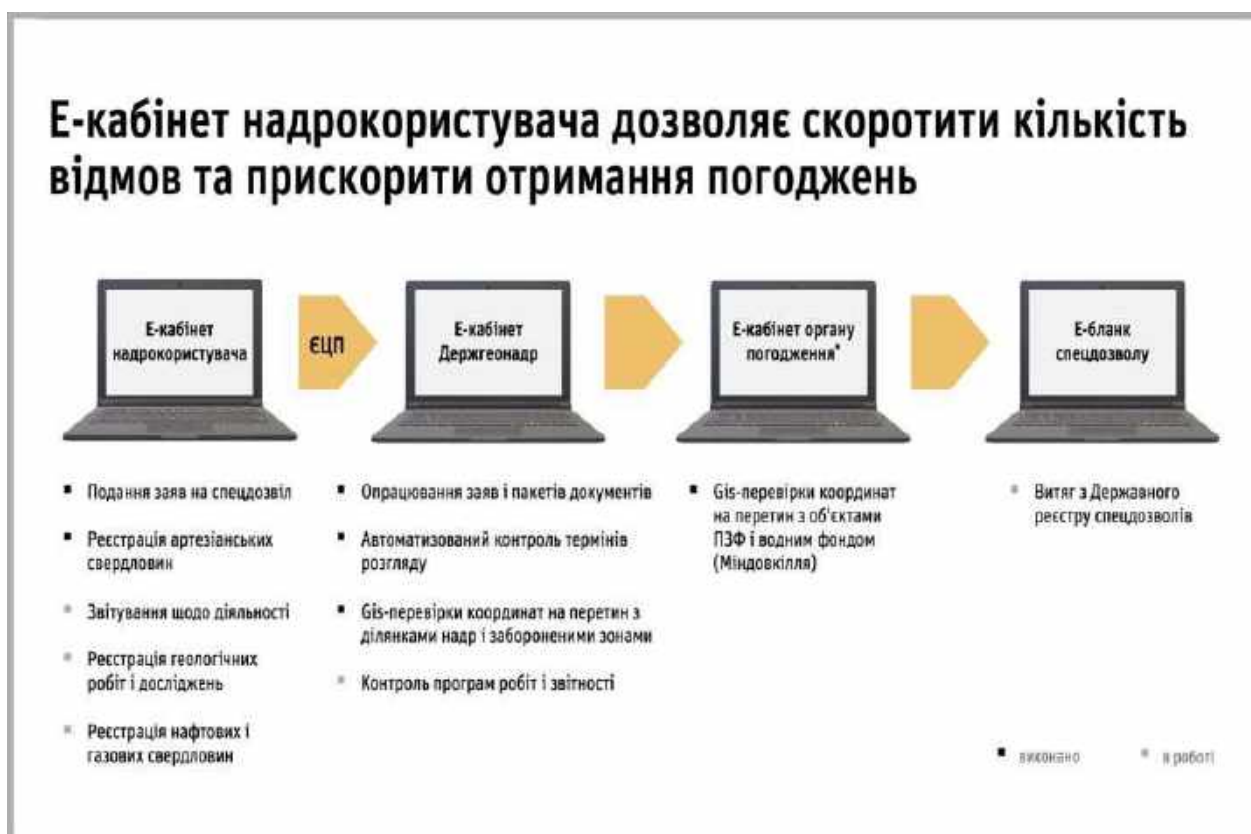 Е-кабінет надрокористувача дозволяє скоротити кількість
відмов та прискорити отримання погоджень
Е-кабінет
надрокористувача
ЄЦП
Е-кабінет
Держгеонадр
Е-кабінет органу
погодження*
Е-бланк
спецдозволу
Подання заяв на спецдозвіл
Реєстрація артезіанських
свердловин
Звітування щодо діяльності
Реєстрація геологічних
робіт і досліджень
Реєстрація нафтових і
газових свердловин
Опрацювання заяв і пакетів документів
Автоматизований контроль термінів
розгляду
Gis-перевірки координат на перетин з
ділянками надр і забороненими зонами
Контроль програм робіт і звітності
Gis-перевірки координат
на перетин з об'єктами
ПЗФ і водним фондом
(Міндовкілля)
Витяг з Державного
реєстру спецдозволів
виконано
в роботі